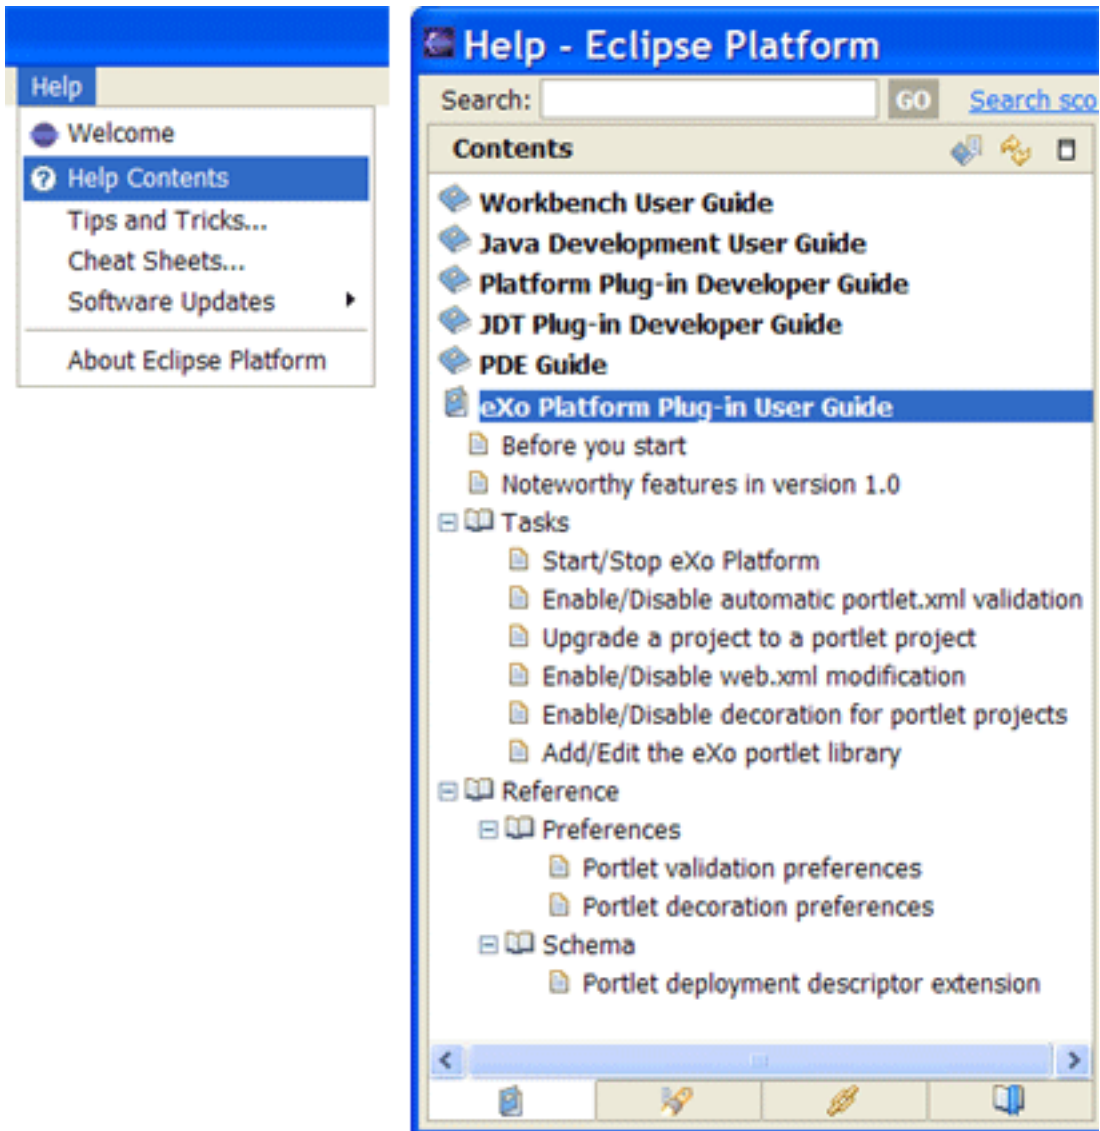 Help
Welcome
Help Contents
Tips and Tricks...
Cheat Sheets...
Software Updates
About Eclipse Platform
Help - Eclipse Platform
Search:
GO
Search sco
Contents
Workbench User Guide
Java Development User Guide
Platform Plug-in Developer Guide
JDT Plug-in Developer Guide
PDE Guide
eXo Platform Plug-in User Guide
Before you start
Noteworthy features in version 1.0
Tasks
Start/Stop eXo Platform
Enable/Disable automatic portlet.xml validation
Upgrade a project to a portlet project
Enable/Disable web.xml modification
Enable/Disable decoration for portlet projects
Add/Edit the eXo portlet library
Reference
Preferences
Portlet validation preferences
Portlet decoration preferences
Schema
Portlet deployment descriptor extension